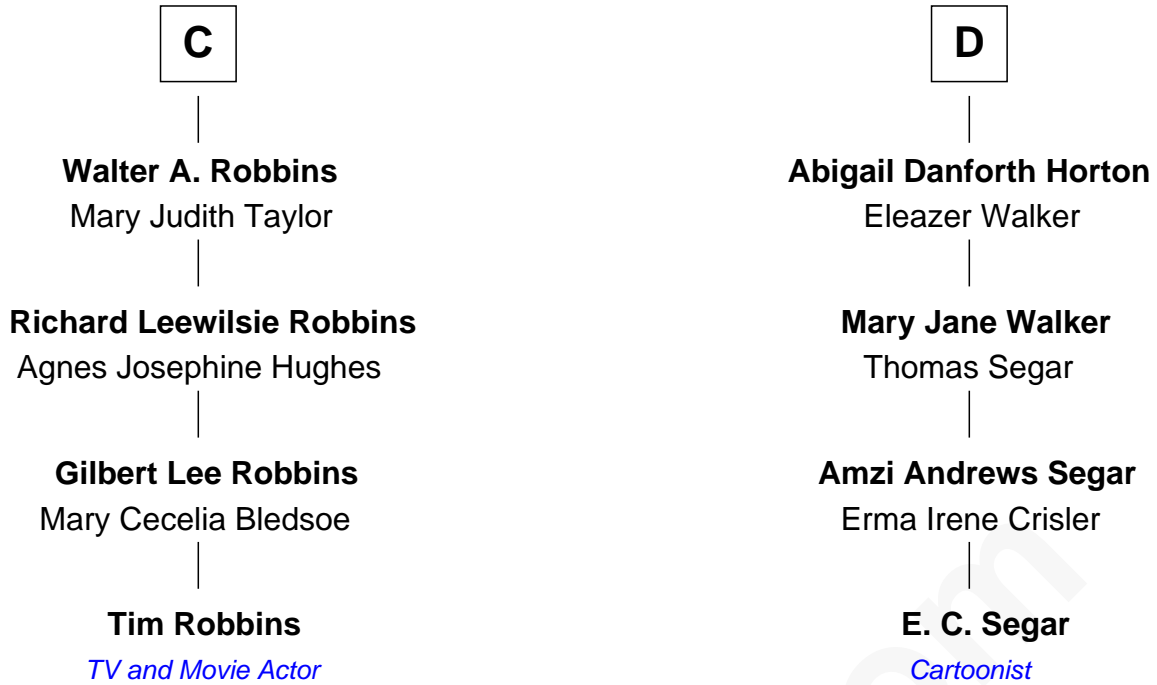 C
Walter A. Robbins
Mary Judith Taylor
Richard Leewilsie Robbins
Agnes Josephine Hughes
Gilbert Lee Robbins
Mary Cecelia Bledsoe
Tim Robbins
TV and Movie Actor
D
Abigail Danforth Horton
Eleazer Walker
Mary Jane Walker
Thomas Segar
Amzi Andrews Segar
Erma Irene Crisler
E. C. Segar
Cartoonist
om